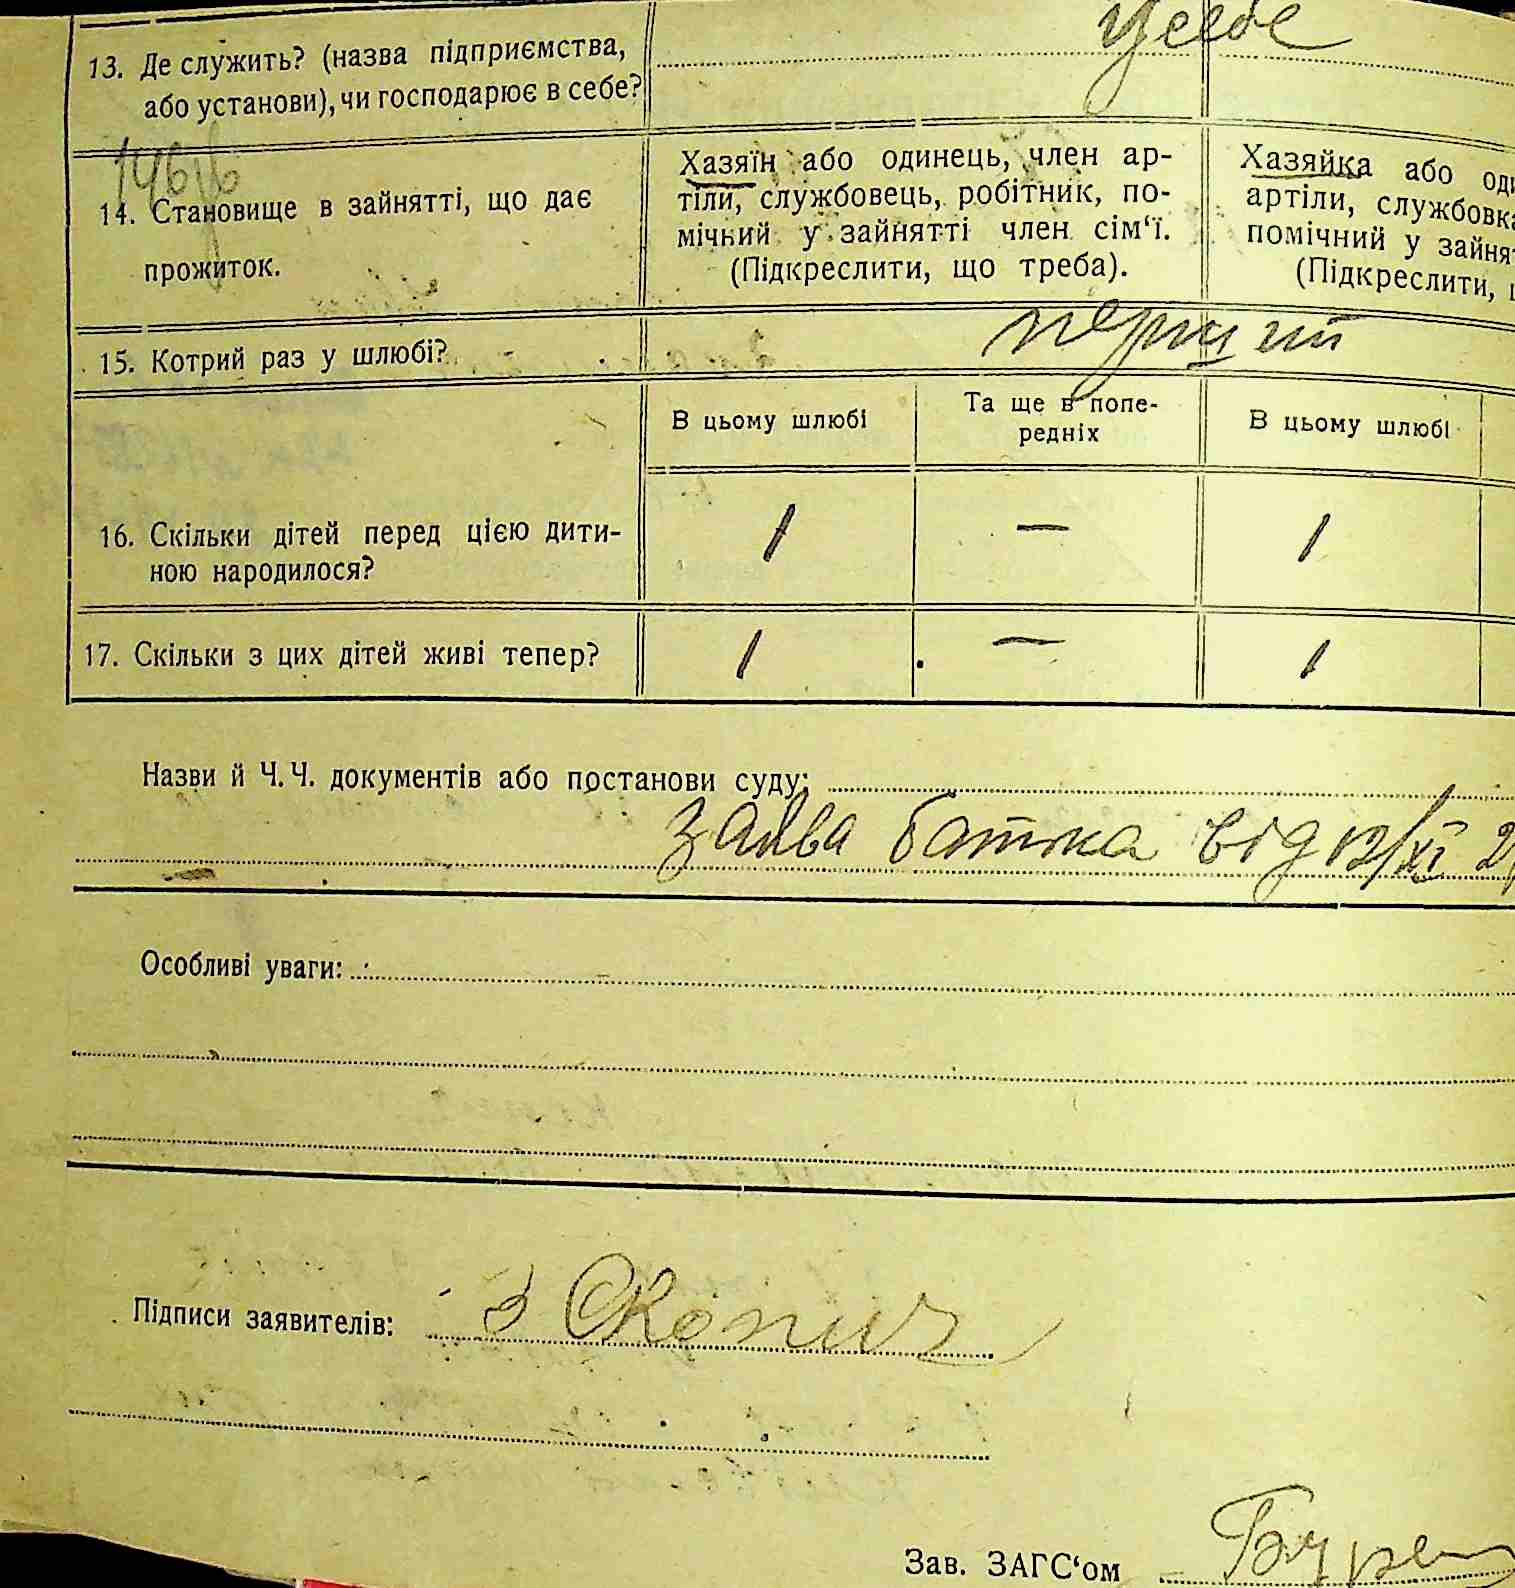 у себе
13. Де служить? (назва підприємства,
або установи), чи господарює в себе?
14. Становище в зайнятті, що дає
прожиток.
Хазяїн або одинець, член ар-
тіли, службовець, робітник, по-
мічний у зайнятті член сім‘ї.
(Підкреслити, що треба).
Хазяйка або оди
артіли, службовка
помічний у зайня
(Підкреслити, щ
15. Котрий раз у шлюбі?
перший
В цьому шлюбі
Та ще в попе-
редніх
В цьому шлюбі
16. Скільки дітей перед цією дити-
ною народилося?
1 — 1
17. Скільки з цих дітей живі тепер?
1 — 1
Назви й Ч. Ч. документів або постанови суду:
заява батька від 12/XI 2
Особливі уваги:
Підписи заявителів:
Зав. ЗАГС‘ом